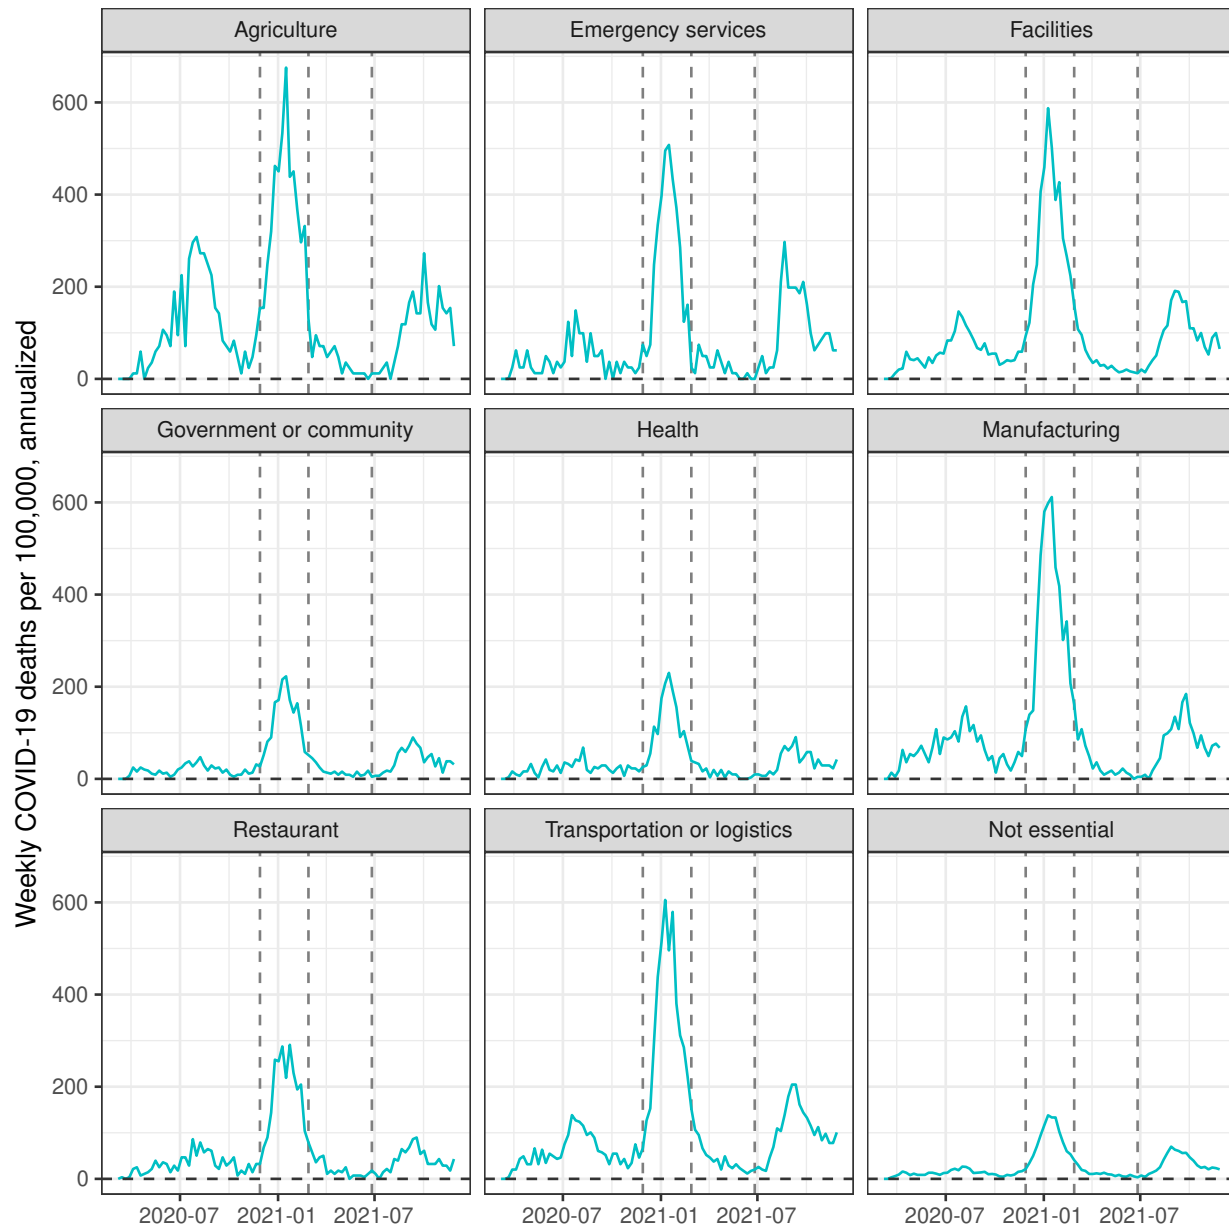 Weekly COVID-19 deaths per 100,000, annualized
Agriculture
Emergency services
Facilities
600
400
200
0
Government or community
Health
Manufacturing
600
400
200
0
Restaurant
Transportation or logistics
Not essential
600
400
200
0
2020-07 2021-01 2021-07
2020-07 2021-01 2021-07
2020-07 2021-01 2021-07